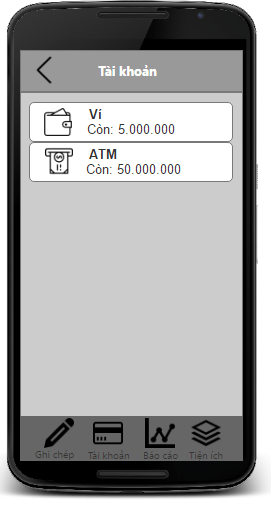 Tài khoản
Ví
Còn: 5.000.000
ATM
Còn: 50.000.000
Ghi chép Tài khoản Báo cáo Tiện ích